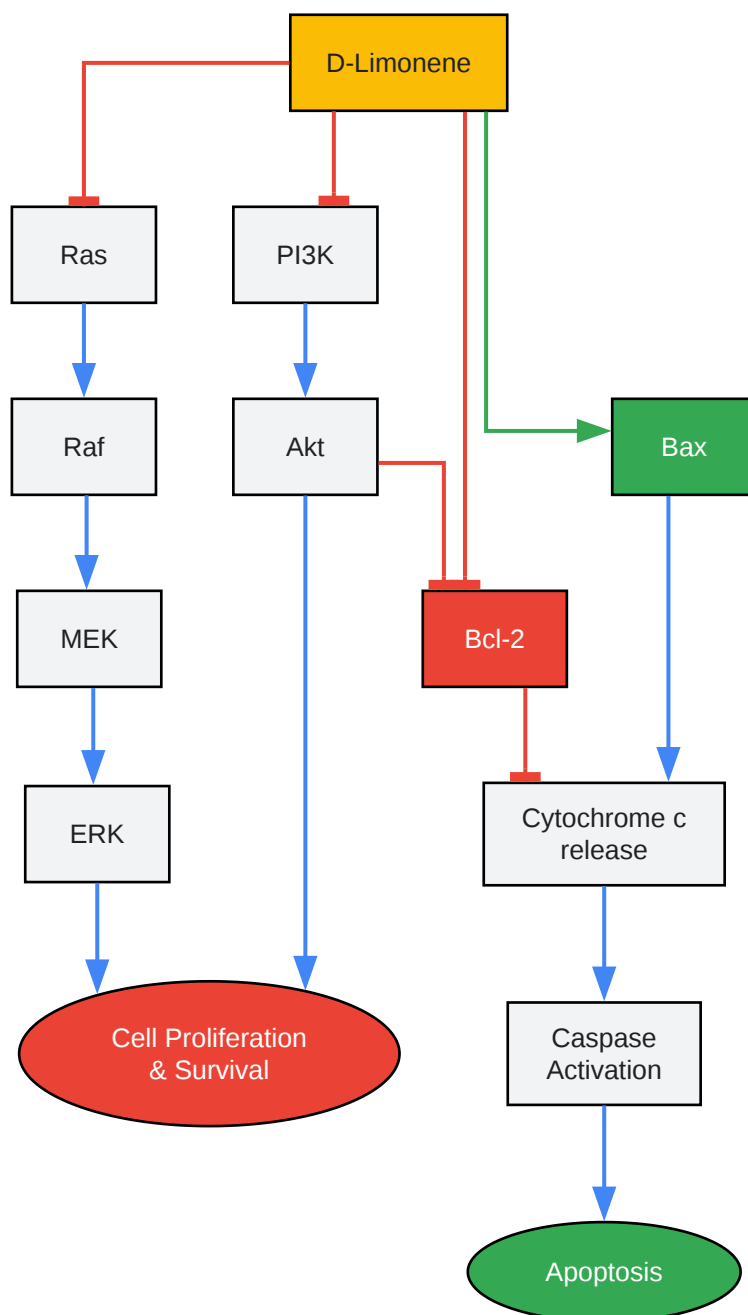 D-Limonene
Ras
PI3K
Raf
Akt
Bax
MEK
Bcl-2
ERK
Cytochrome c
release
Cell Proliferation
& Survival
Caspase
Activation
Apoptosis